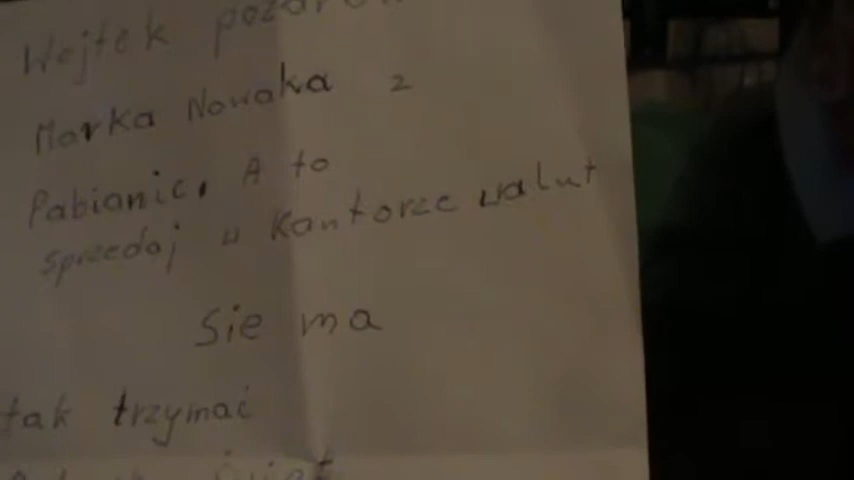 Wojtek
Marka Nowaka z
Pabianic. A to
sprzedaj w Kantorze walut
Sie ma
tak trzymać